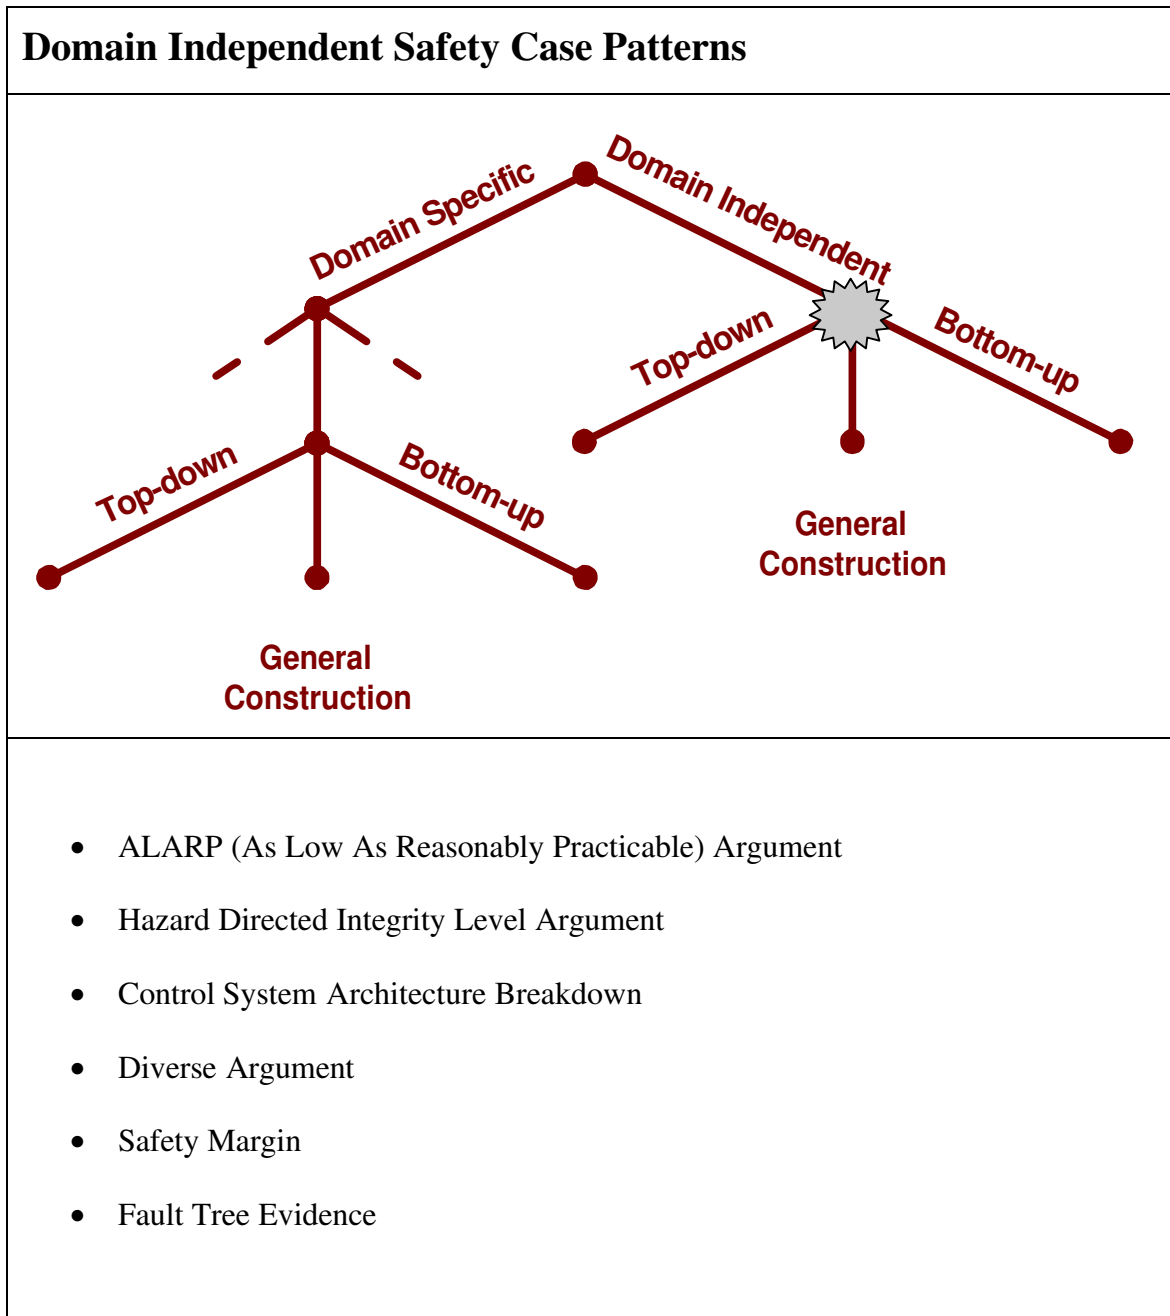 Domain Independent Safety Case Patterns
Domain Specific
Domain Independent
Top-down
Bottom-up
General
Construction
Top-down
Bottom-up
General
Construction
• ALARP (As Low As Reasonably Practicable) Argument
• Hazard Directed Integrity Level Argument
• Control System Architecture Breakdown
• Diverse Argument
• Safety Margin
• Fault Tree Evidence